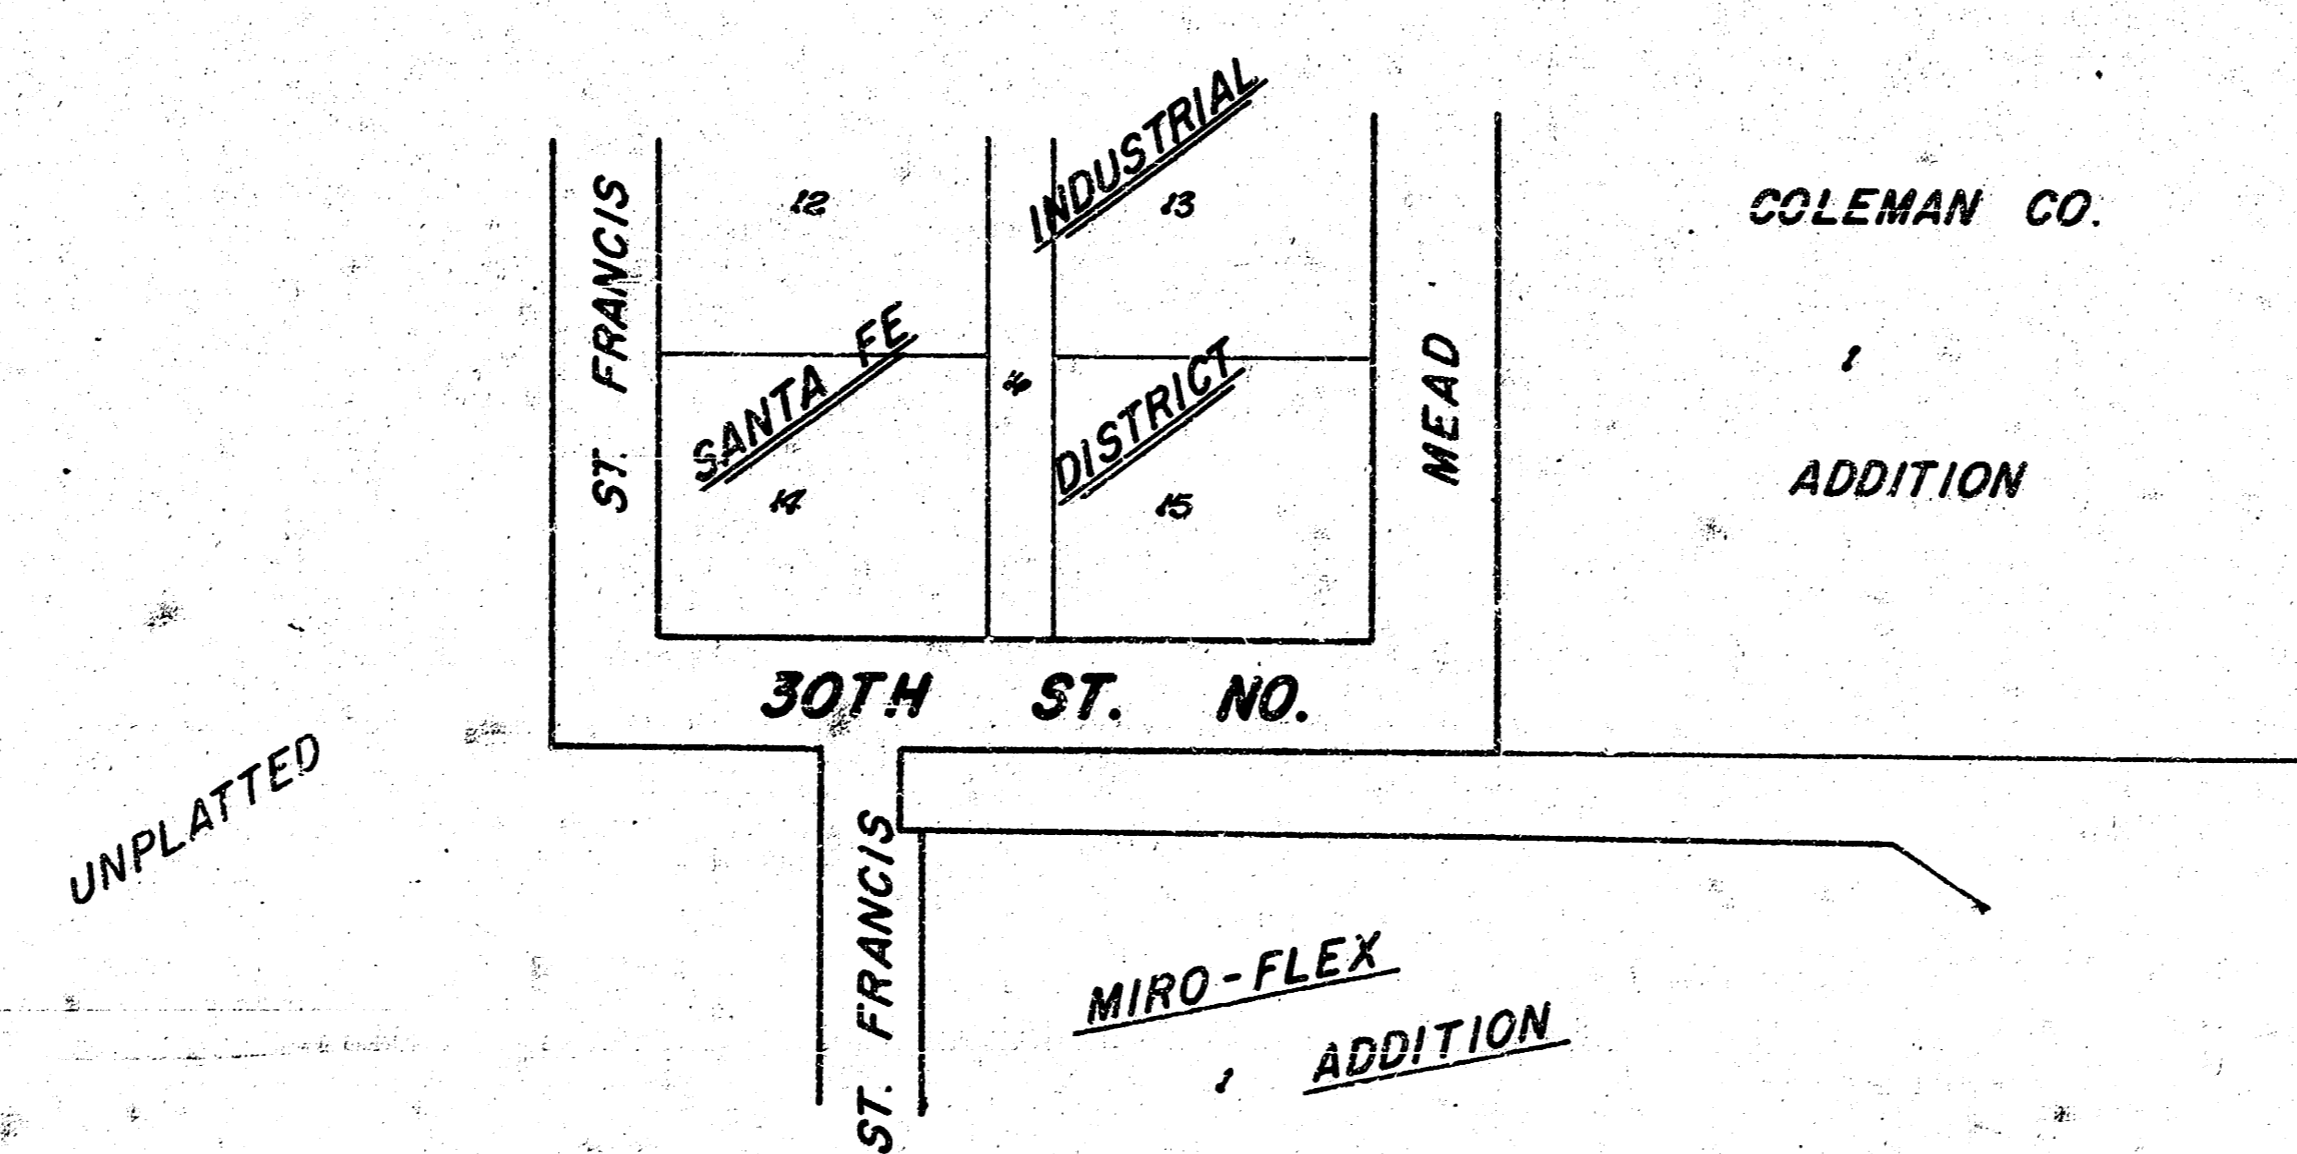 INDUSTRIAL
12
13
COLEMAN CO.
ST. FRANCIS
SANTA FE
DISTRICT
MEAD
1
ADDITION
14
15
30TH ST. NO.
UNPLATTED
ST. FRANCIS
MIRO-FLEX
1 ADDITION